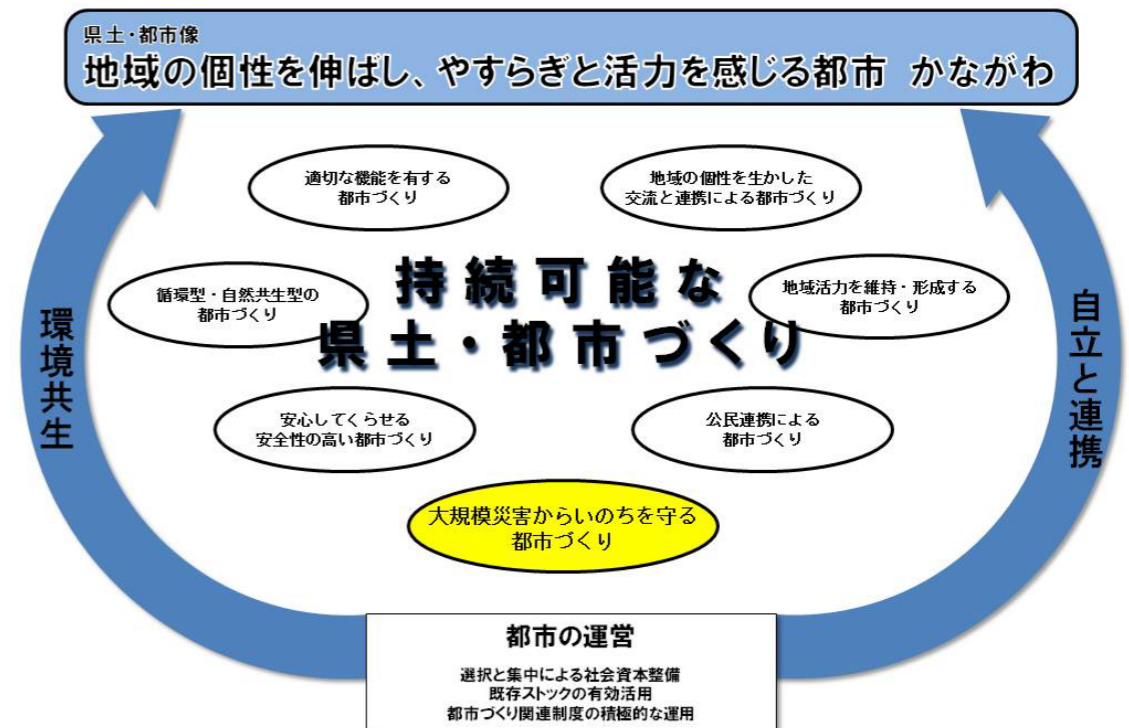 県土・都市像
地域の個性を伸ばし、やすらぎと活力を感じる都市　かながわ
適切な機能を有する
都市づくり
地域の個性を生かした
交流と連携による都市づくり
循環型・自然共生型の
都市づくり
持続可能な
県土・都市づくり
地域活力を維持・形成する
都市づくり
環境共生
自立と連携
安心してくらせる
安全性の高い都市づくり
公民連携による
都市づくり
大規模災害からいのちを守る
都市づくり
都市の運営
選択と集中による社会資本整備
既存ストックの有効活用
都市づくり関連制度の積極的な運用